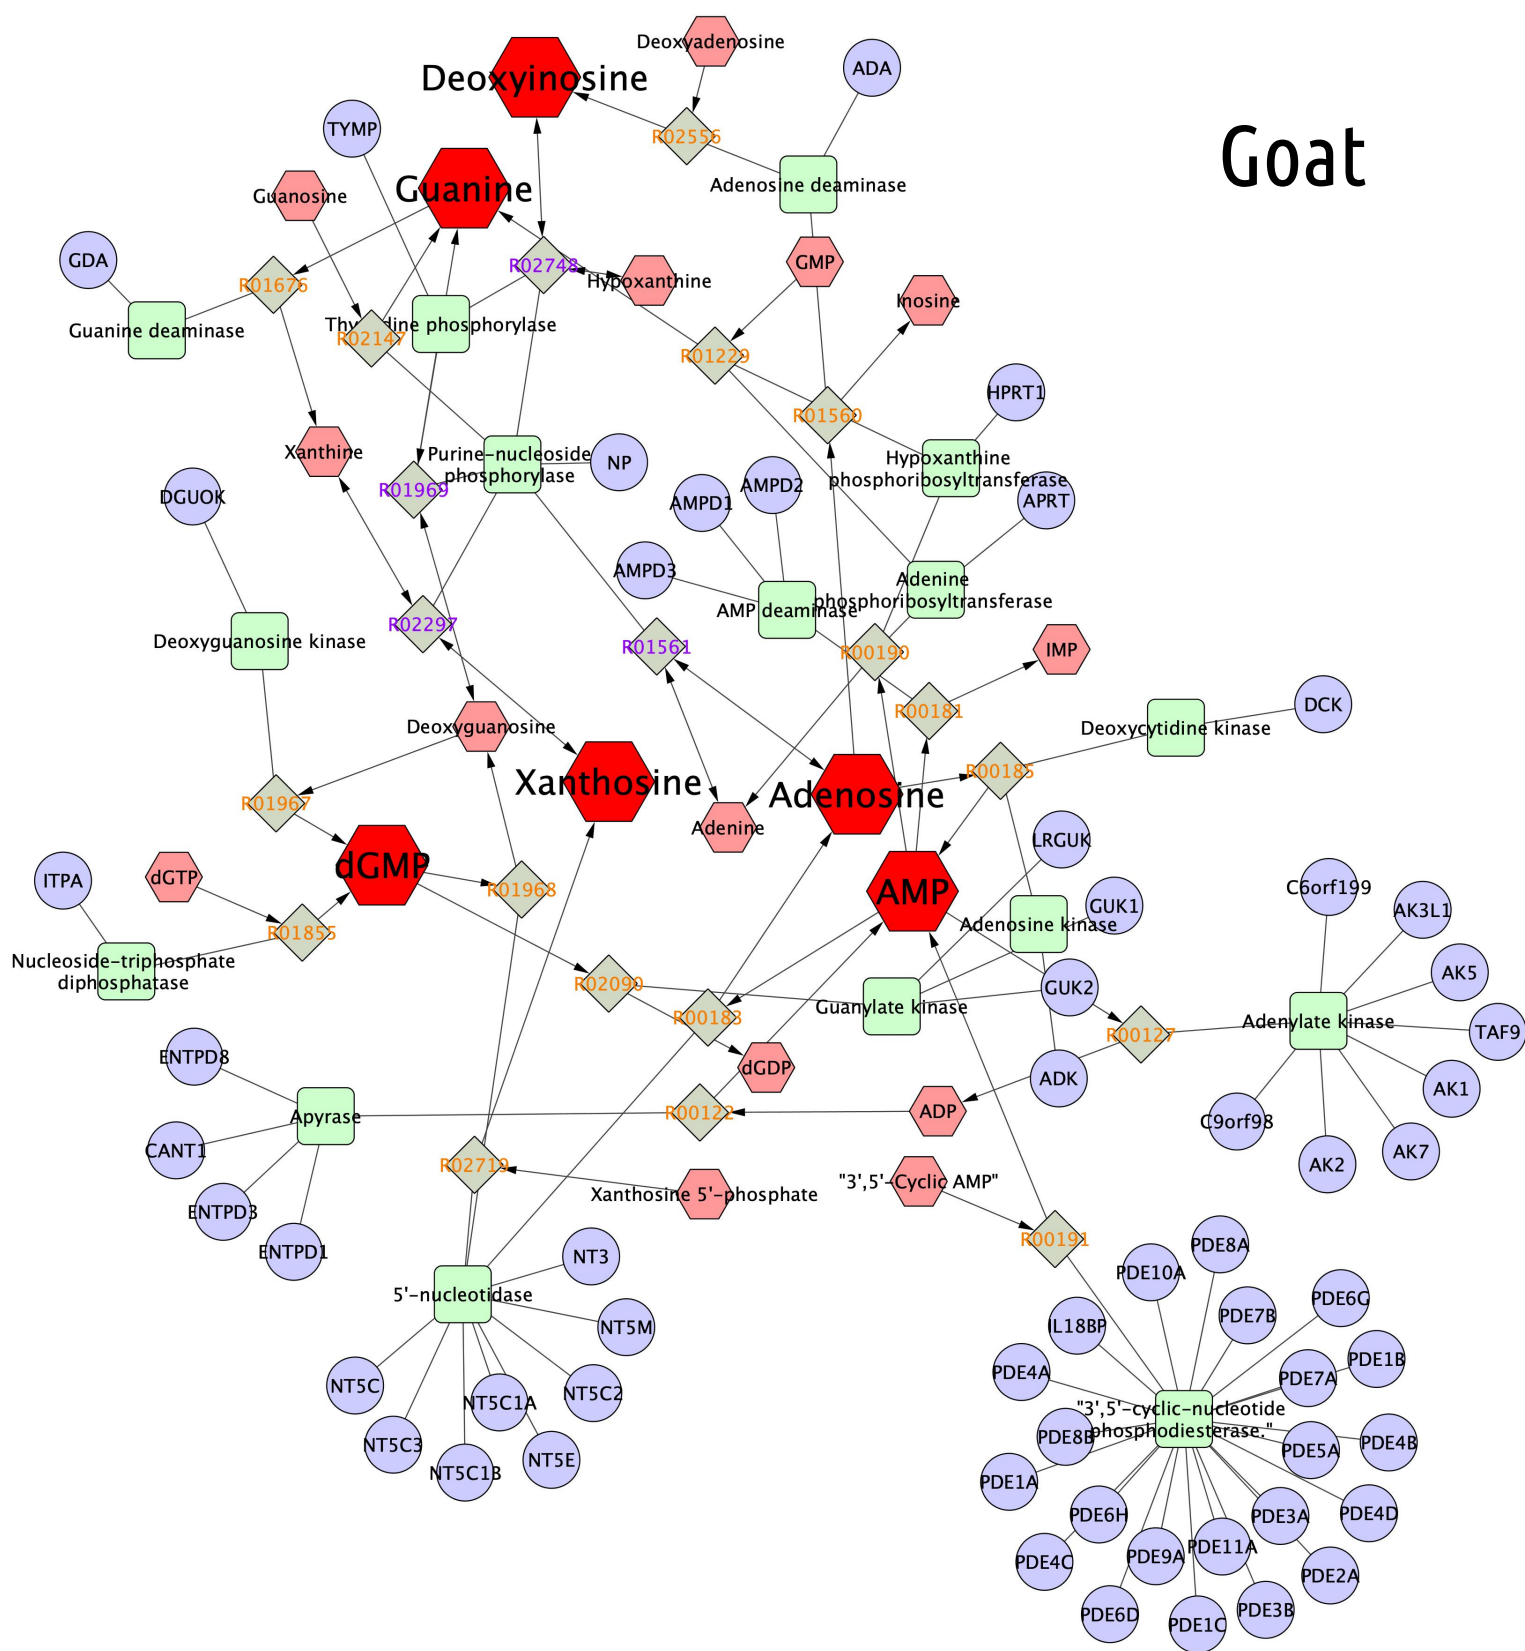 Deoxyadenosine
Deoxyinosine
ADA
R02556
TYMP
Goat
Adenosine deaminase
Guanine
Guanosine
GDA
R02748
GMP
Hypoxanthine
R01676
Inosine
Guanine deaminase
Thymidine phosphorylase
R02147
R01229
HPRT1
R01560
Xanthine
Purine-nucleoside
phosphorylase
NP
Hypoxanthine
phosphoribosyltransferase
R01969
DGUOK
AMPD1
AMPD2
APRT
AMPD3
Adenine
phosphoribosyltransferase
AMP deaminase
R02297
Deoxyguanosine kinase
R01561
R00190
IMP
R00181
DCK
Deoxycytidine kinase
Deoxyguanosine
R00185
Xanthosine
Adenosine
R01967
Adenine
LRGUK
dGMP
dGTP
ITPA
R01968
AMP
C6orf199
AK3L1
GUK1
Adenosine kinase
R01855
Nucleoside-triphosphate
diphosphatase
R02090
GUK2
AK5
Guanylate kinase
R00183
Adenylate kinase
TAF9
R00127
ENTPD8
dGDP
ADK
AK1
Apyrase
R00122
ADP
C9orf98
CANT1
AK7
AK2
R02719
Xanthosine 5'-phosphate
"3',5'-Cyclic AMP"
ENTPD3
ENTPD1
R00191
PDE8A
NT3
PDE10A
5'-nucleotidase
PDE6G
NT5M
IL18BP
PDE7B
PDE1B
PDE4A
PDE7A
NT5C
NT5C1A
NT5C2
"3',5'-cyclic-nucleotide
phosphodiesterase."
PDE8B
PDE5A
PDE4B
NT5C3
NT5C1B
NT5E
PDE1A
PDE6H
PDE3A
PDE4D
PDE4C
PDE9A
PDE11A
PDE2A
PDE6D
PDE1C
PDE3B